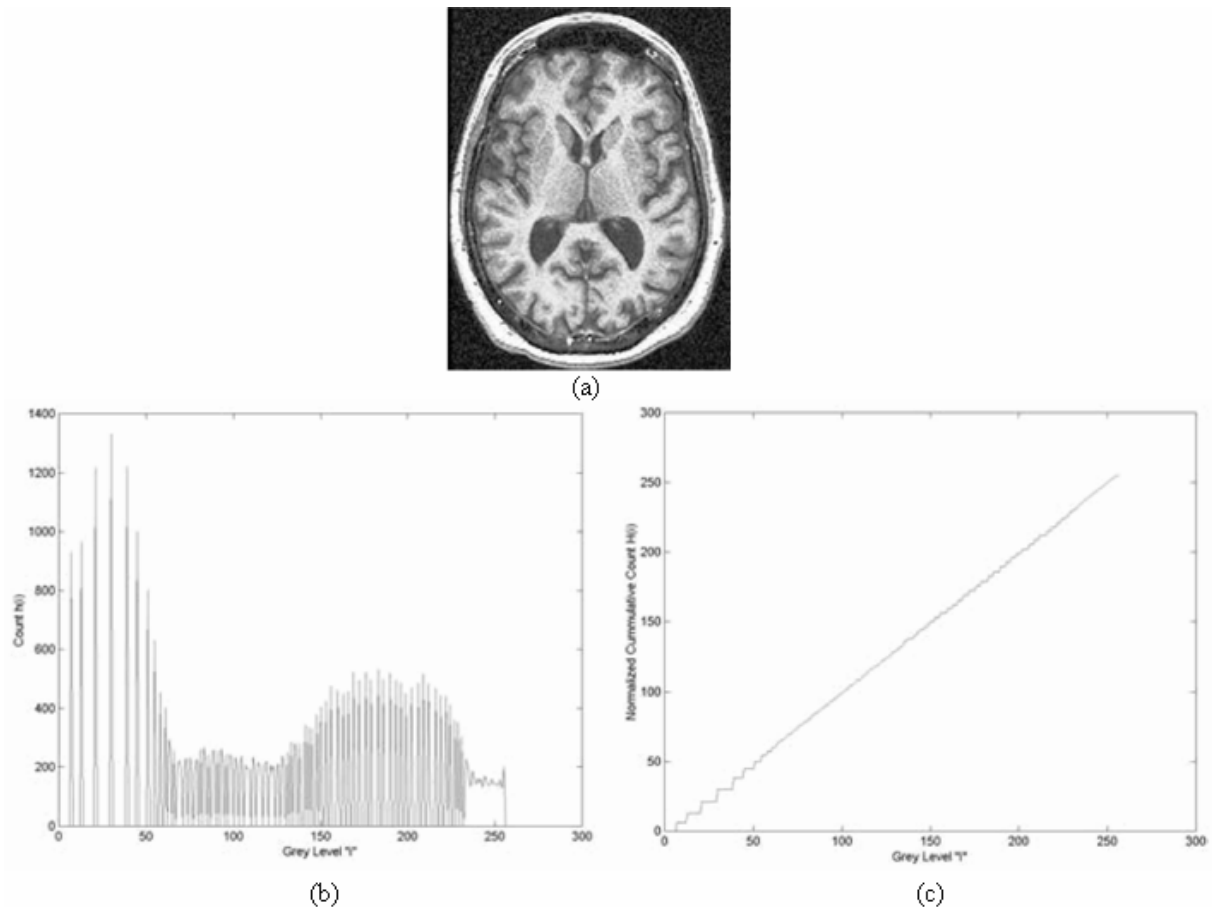 (a)
1400
1200
1000
800
600
400
200
0
Count h(i)
0 50 100 150 200 250 300
Grey Level "i"
(b)
300
250
200
150
100
50
0
Normalized Cummulative Count H(i)
0 50 100 150 200 250 300
Grey Level "i"
(c)